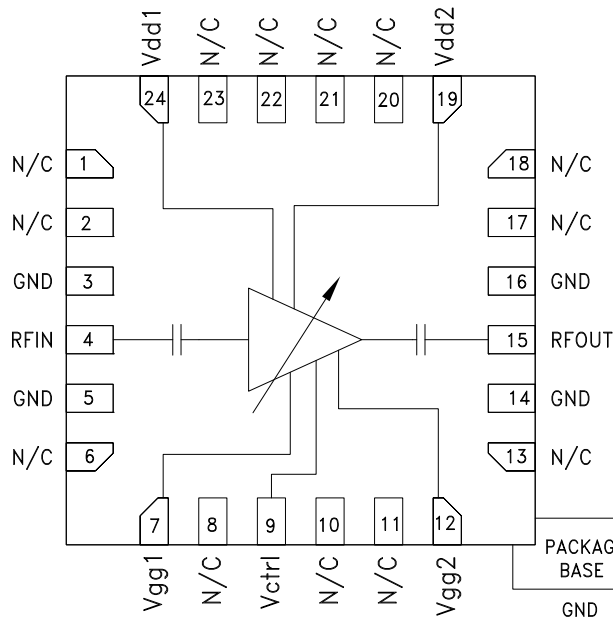 Vdd1 N/C N/C N/C N/C Vdd2
24 23 22 21 20 19
N/C 1 18 N/C
N/C 2 17 N/C
GND 3 16 GND
RFIN 4 15 RFOUT
GND 5 14 GND
N/C 6 13 N/C
7 8 9 10 11 12
Vgg1 N/C Vctrl N/C N/C Vgg2
PACKAG
BASE
GND